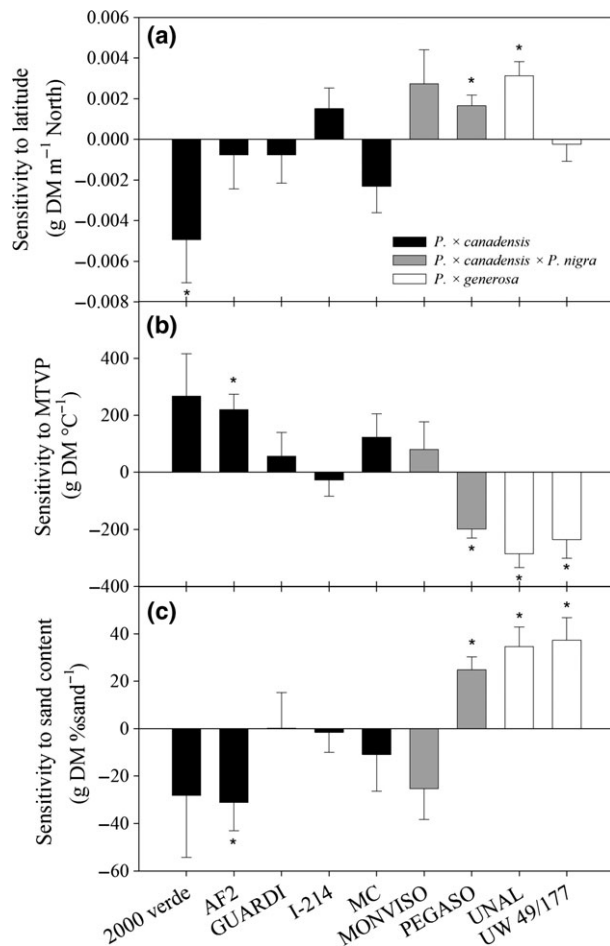 (a)
Sensitivity to latitude
(g DM m⁻¹ North)
0.006
0.004
0.002
0.000
−0.002
−0.004
−0.006
−0.008
*
*
*
P. × canadensis
P. × canadensis × P. nigra
P. × generosa
(b)
Sensitivity to MTVP
(g DM °C⁻¹)
400
200
0
−200
−400
*
*
*
*
(c)
Sensitivity to sand content
(g DM %sand⁻¹)
40
20
0
−20
−40
−60
*
*
*
*
2000 verde
AF2
GUARDI
I-214
MC
MONVISO
PEGASO
UNAL
UW 49/177